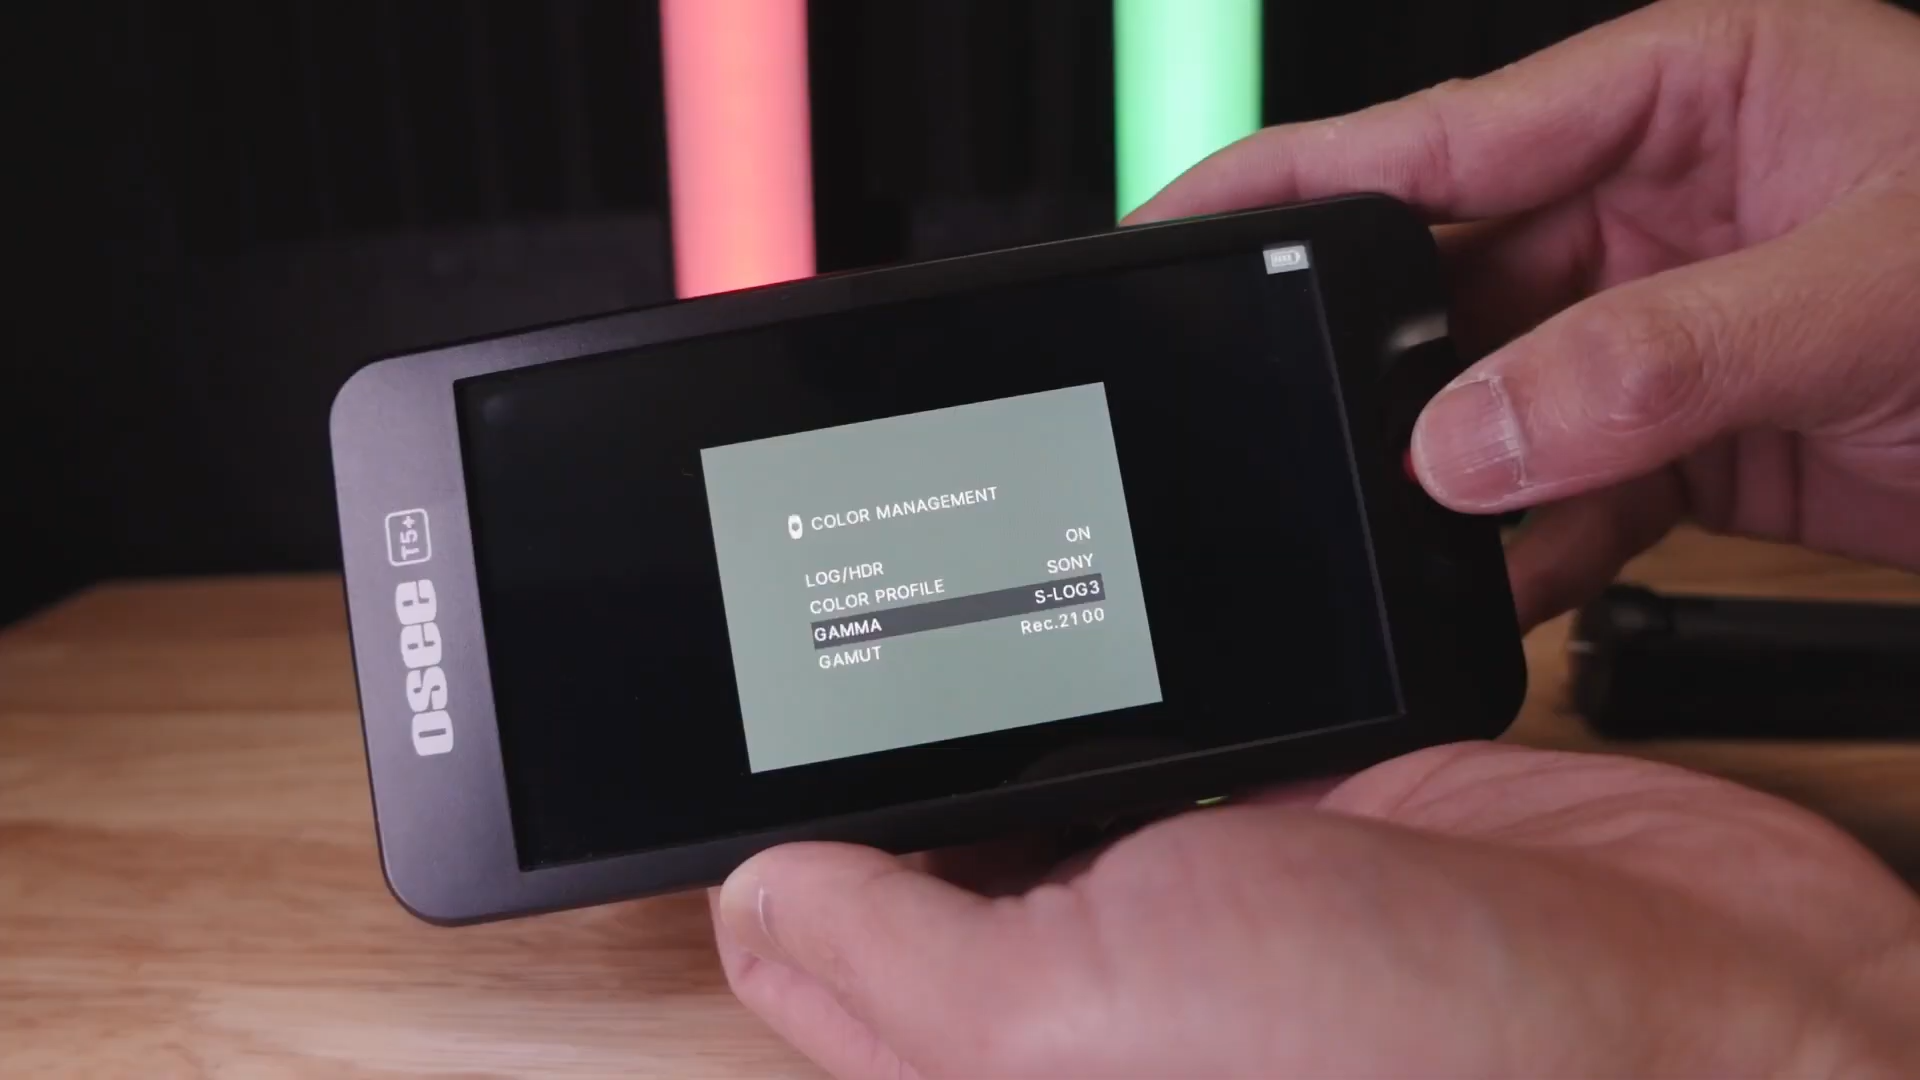 COLOR MANAGEMENT
LOG/HDR ON
COLOR PROFILE SONY
GAMMA S-LOG3
GAMUT Rec.2100
osee T5+